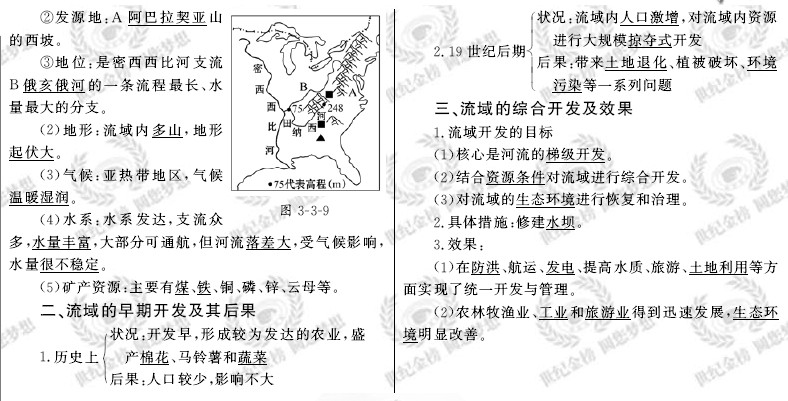 ②发源地:A 阿巴拉契亚山
的西坡。
③地位:是密西西比河支流
B 俄亥俄河的一条流程最长、水
量最大的分支。
(2)地形:流域内多山,地形
起伏大。
(3)气候:亚热带地区,气候
温暖湿润。
(4)水系:水系发达,支流众
多,水量丰富,大部分可通航,但河流落差大,受气候影响,
水量很不稳定。
(5)矿产资源:主要有煤、铁、铜、磷、锌、云母等。
密西西比河
B
A
•75
•248
田纳西河
•75代表高程(m)
图 3-3-9
二、流域的早期开发及其后果
1.历史上
状况:开发早,形成较为发达的农业,盛
产棉花、马铃薯和蔬菜
后果:人口较少,影响不大
2.19 世纪后期
状况:流域内人口激增,对流域内资源
进行大规模掠夺式开发
后果:带来土地退化、植被破坏、环境
污染等一系列问题
三、流域的综合开发及效果
1.流域开发的目标
(1)核心是河流的梯级开发。
(2)结合资源条件对流域进行综合开发。
(3)对流域的生态环境进行恢复和治理。
2.具体措施:修建水坝。
3.效果:
(1)在防洪、航运、发电、提高水质、旅游、土地利用等方
面实现了统一开发与管理。
(2)农林牧渔业、工业和旅游业得到迅速发展,生态环
境明显改善。
世纪金榜 圆您梦想